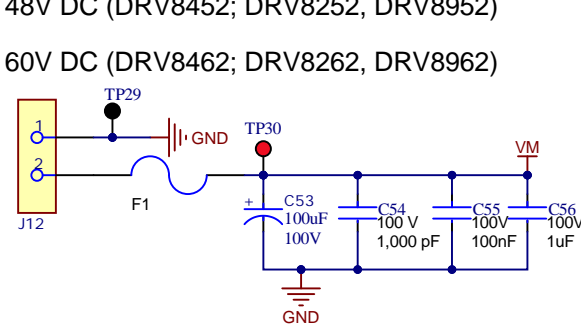 48V DC (DRV8452; DRV8252, DRV8952)
60V DC (DRV8462; DRV8262, DRV8962)
TP29
1
GND
TP30
VM
2
F1
J12
+
C53
100uF
100V
C54
100 V
1,000 pF
C55
100V
100nF
C56
100V
1uF
GND